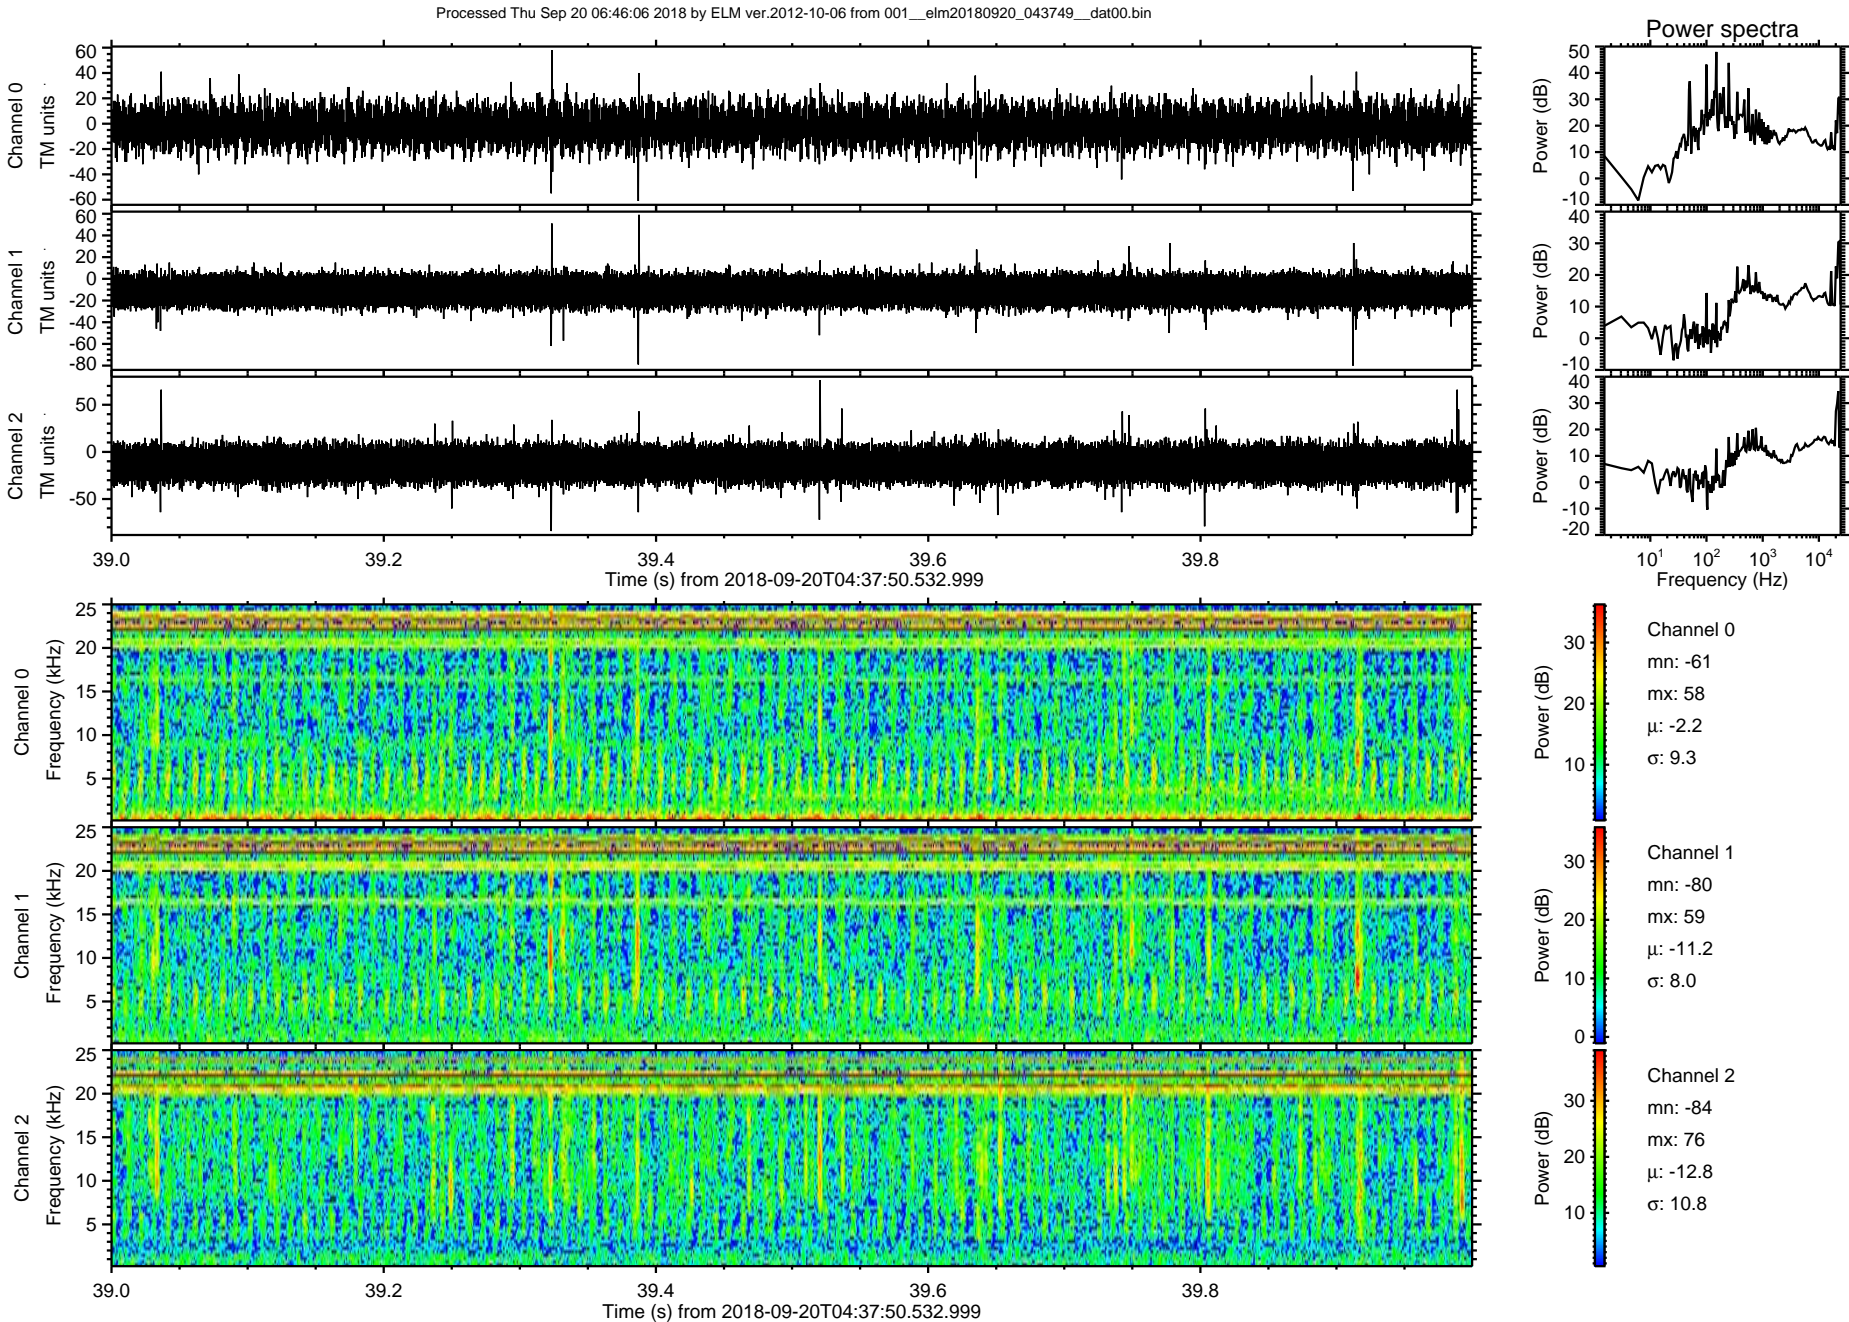 Processed Thu Sep 20 06:46:06 2018 by ELM ver.2012-10-06 from 001__elm20180920_043749__dat00.bin
Power spectra
Channel 0
TM units
60
40
20
0
-20
-40
-60
Power (dB)
50
40
30
20
10
0
-10
Channel 1
TM units
60
40
20
0
-20
-40
-60
-80
Power (dB)
40
30
20
10
0
-10
Channel 2
TM units
50
0
-50
Power (dB)
40
30
20
10
0
-10
-20
39.0 39.2 39.4 39.6 39.8
Time (s) from 2018-09-20T04:37:50.532.999
10¹ 10² 10³ 10⁴
Frequency (Hz)
Channel 0
Frequency (kHz)
25
20
15
10
5
Power (dB)
30
20
10
Channel 0
mn: -61
mx: 58
µ: -2.2
σ: 9.3
Channel 1
Frequency (kHz)
25
20
15
10
5
Power (dB)
30
20
10
0
Channel 1
mn: -80
mx: 59
µ: -11.2
σ: 8.0
Channel 2
Frequency (kHz)
25
20
15
10
5
Power (dB)
30
20
10
Channel 2
mn: -84
mx: 76
µ: -12.8
σ: 10.8
39.0 39.2 39.4 39.6 39.8
Time (s) from 2018-09-20T04:37:50.532.999